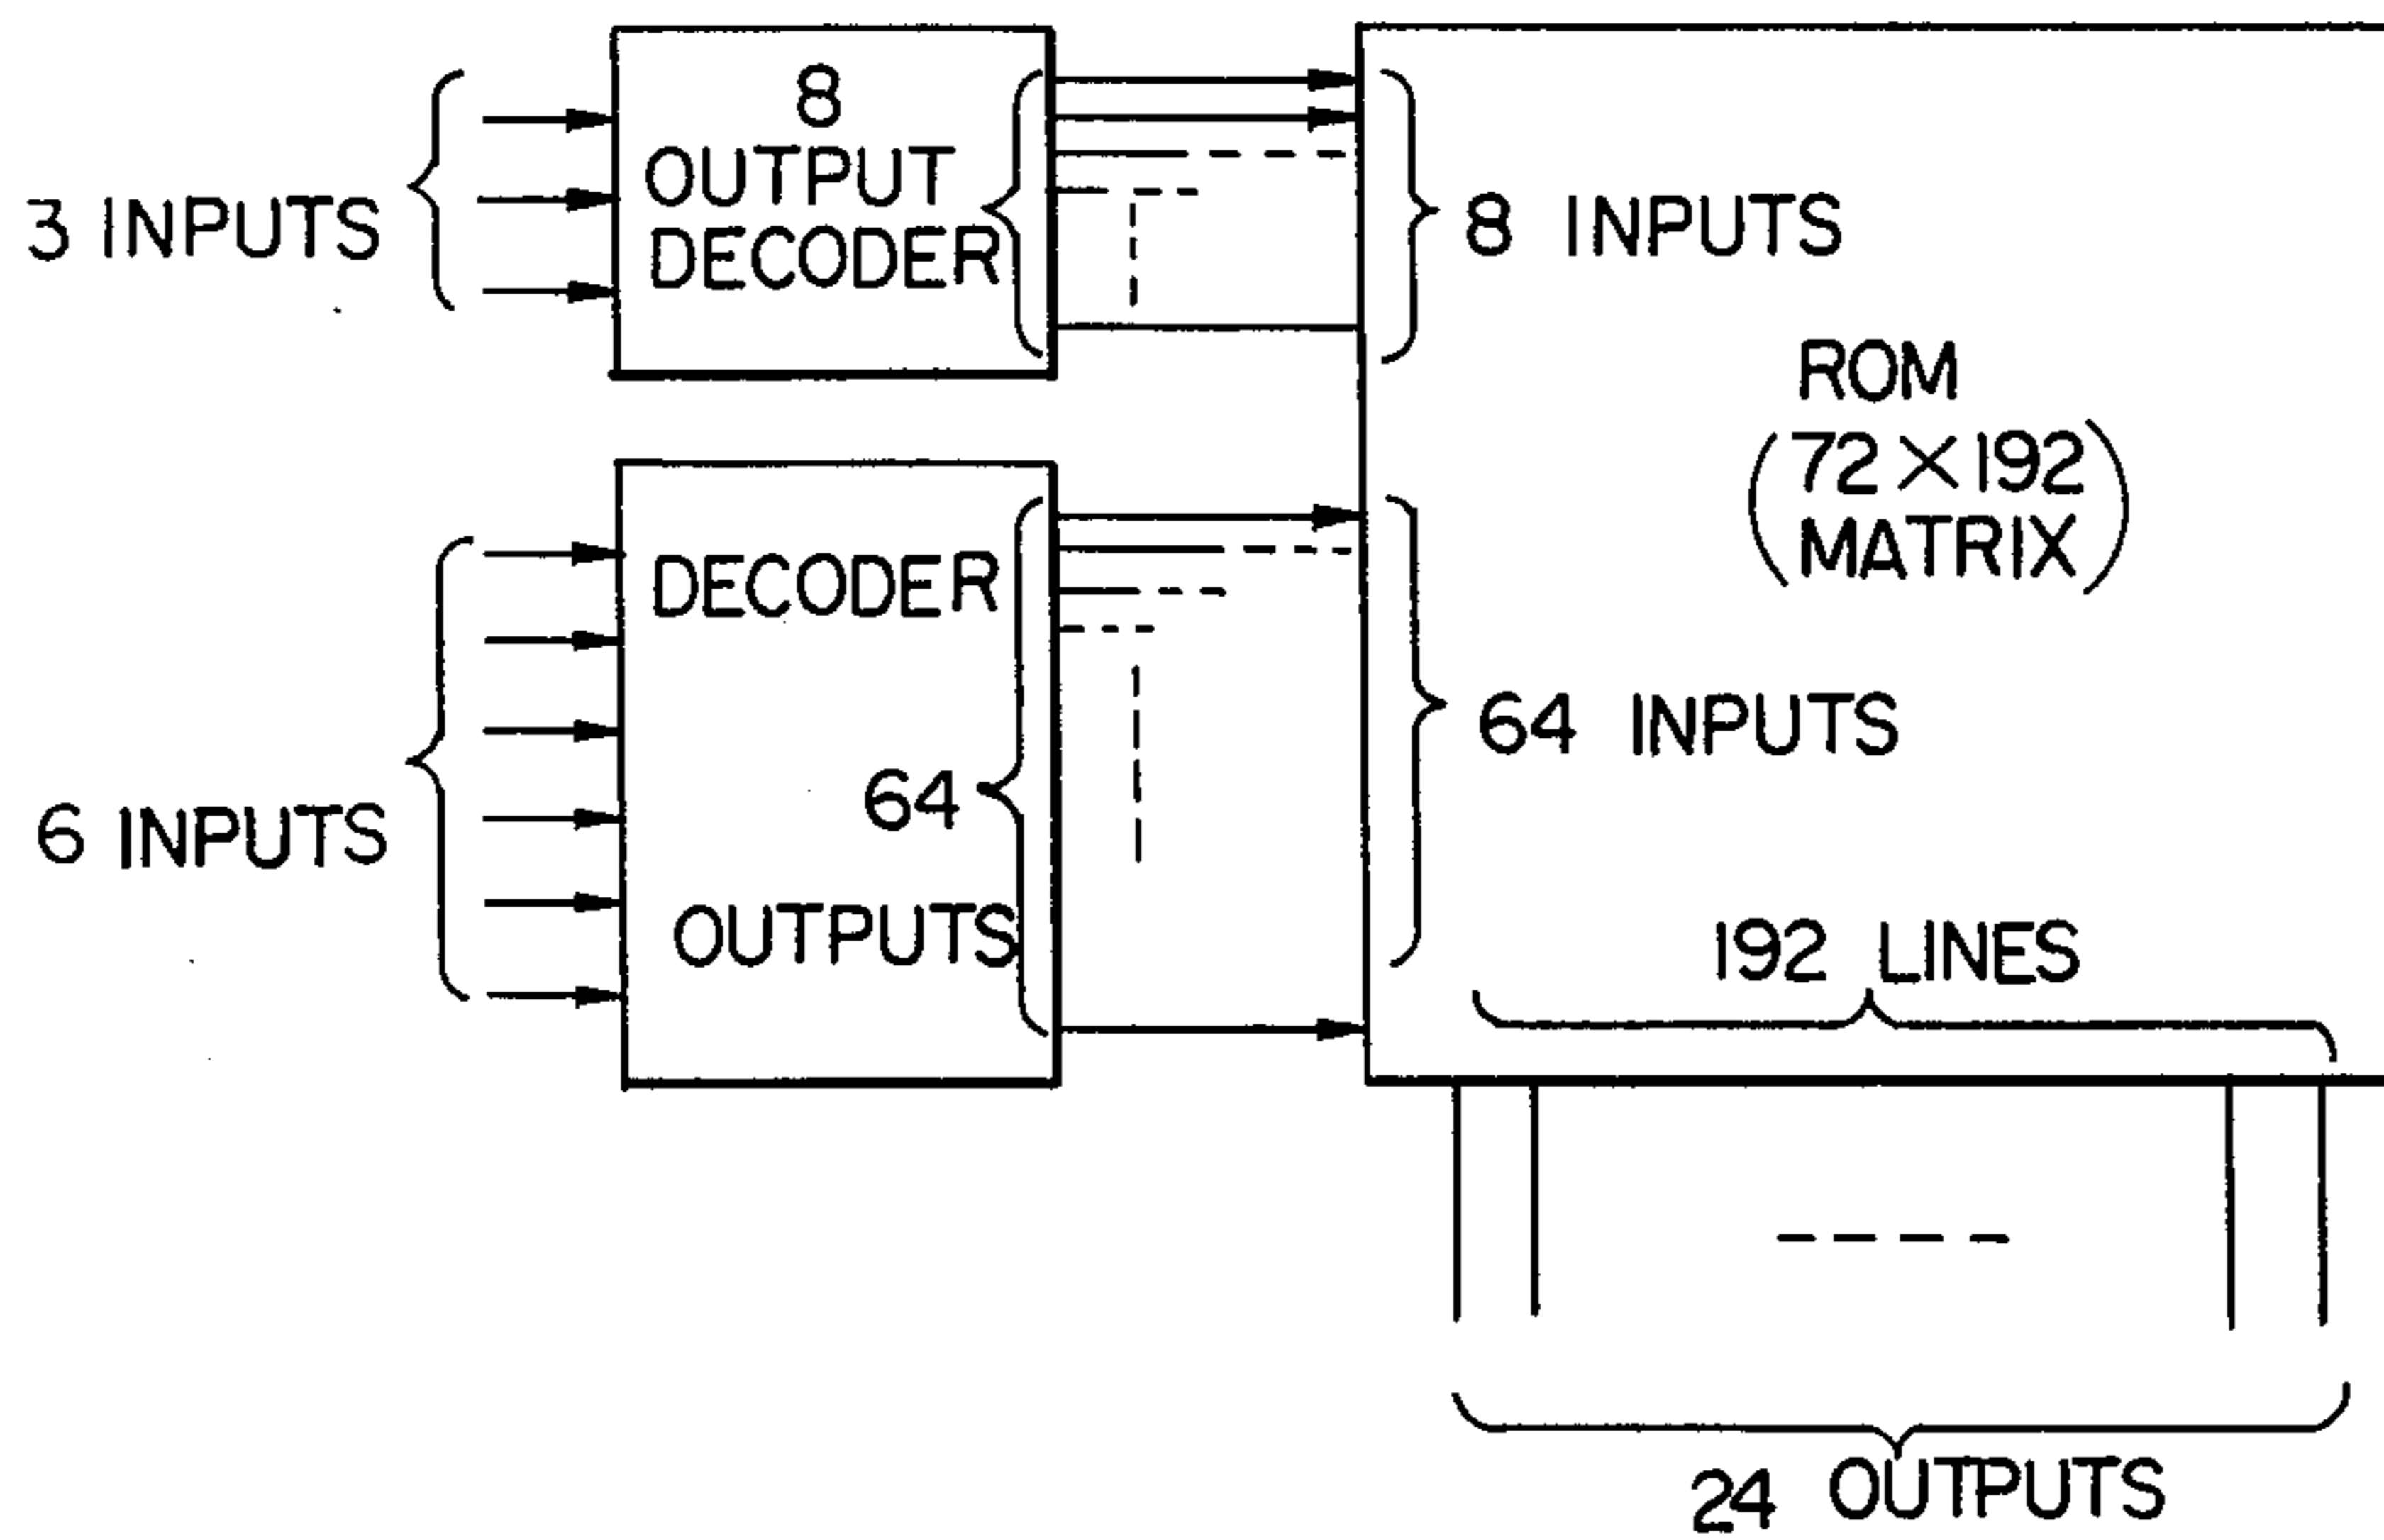 3 INPUTS
8
OUTPUT
DECODER
8 INPUTS
ROM
(72×192
MATRIX)
6 INPUTS
DECODER
64
OUTPUTS
64 INPUTS
192 LINES
24 OUTPUTS